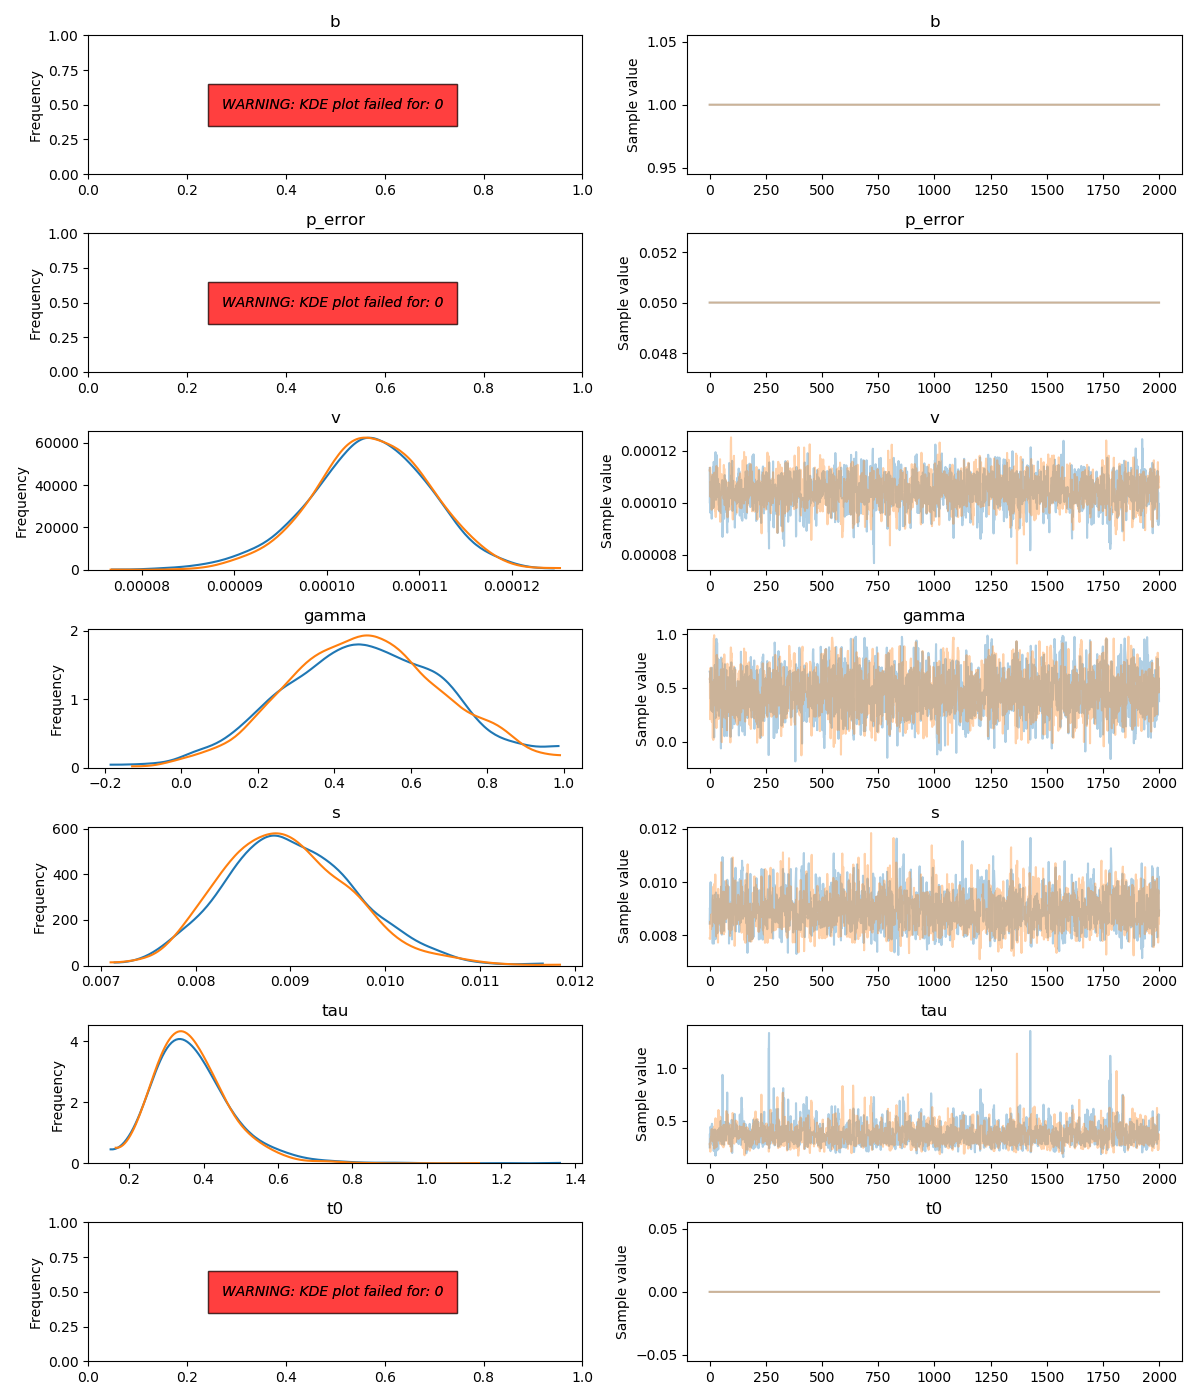 b
1.00
0.75
0.50
0.25
0.00
Frequency
WARNING: KDE plot failed for: 0
0.0 0.2 0.4 0.6 0.8 1.0
b
1.05
1.00
0.95
Sample value
0 250 500 750 1000 1250 1500 1750 2000
p_error
1.00
0.75
0.50
0.25
0.00
Frequency
WARNING: KDE plot failed for: 0
0.0 0.2 0.4 0.6 0.8 1.0
p_error
0.052
0.050
0.048
Sample value
0 250 500 750 1000 1250 1500 1750 2000
v
60000
40000
20000
0
Frequency
0.00008 0.00009 0.00010 0.00011 0.00012
v
0.00012
0.00010
0.00008
Sample value
0 250 500 750 1000 1250 1500 1750 2000
gamma
2
1
0
Frequency
−0.2 0.0 0.2 0.4 0.6 0.8 1.0
gamma
1.0
0.5
0.0
Sample value
0 250 500 750 1000 1250 1500 1750 2000
s
600
400
200
0
Frequency
0.007 0.008 0.009 0.010 0.011 0.012
s
0.012
0.010
0.008
Sample value
0 250 500 750 1000 1250 1500 1750 2000
tau
4
2
0
Frequency
0.2 0.4 0.6 0.8 1.0 1.2 1.4
tau
1.0
0.5
Sample value
0 250 500 750 1000 1250 1500 1750 2000
t0
1.00
0.75
0.50
0.25
0.00
Frequency
WARNING: KDE plot failed for: 0
0.0 0.2 0.4 0.6 0.8 1.0
t0
0.05
0.00
−0.05
Sample value
0 250 500 750 1000 1250 1500 1750 2000